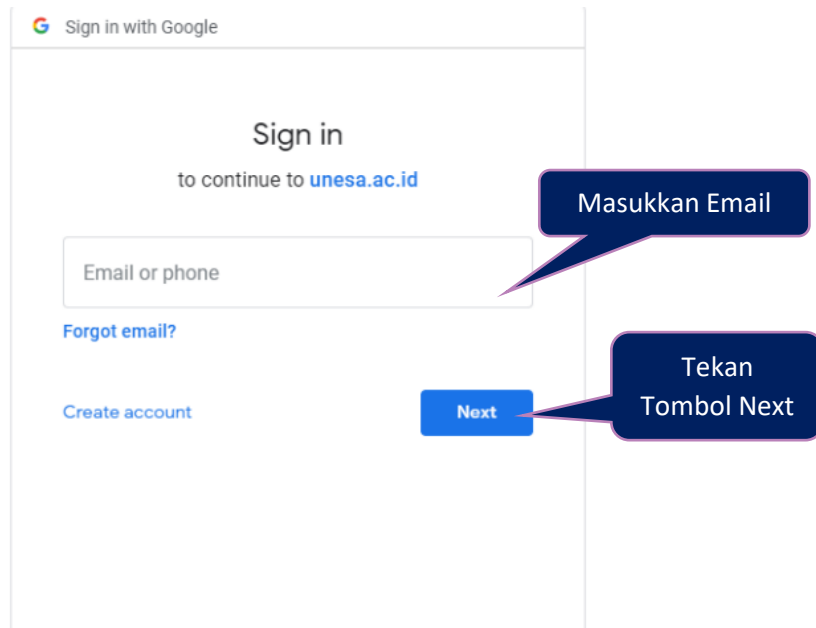 Sign in with Google
Sign in
to continue to unesa.ac.id
Masukkan Email
Email or phone
Forgot email?
Tekan
Tombol Next
Create account
Next